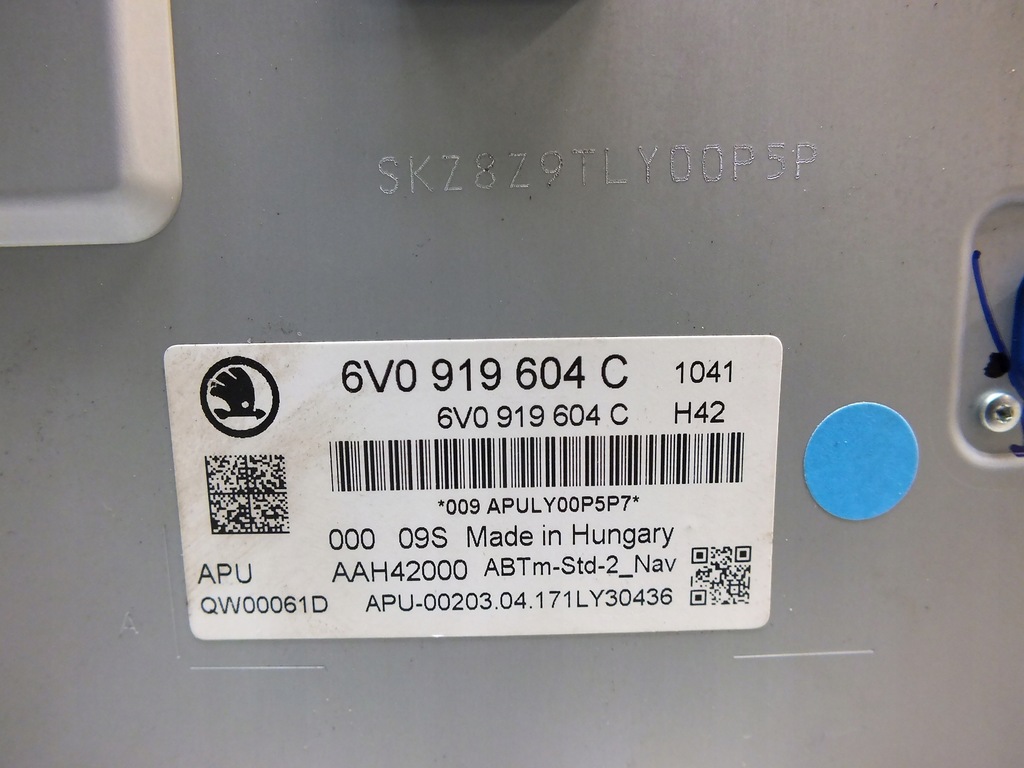 SKZ8Z9TLY00P5P
6V0 919 604 C 1041
6V0 919 604 C H42
*009 APULY00P5P7*
000 09S Made in Hungary
APU AAH42000 ABTm-Std-2_Nav
QW00061D APU-00203.04.171LY30436
A